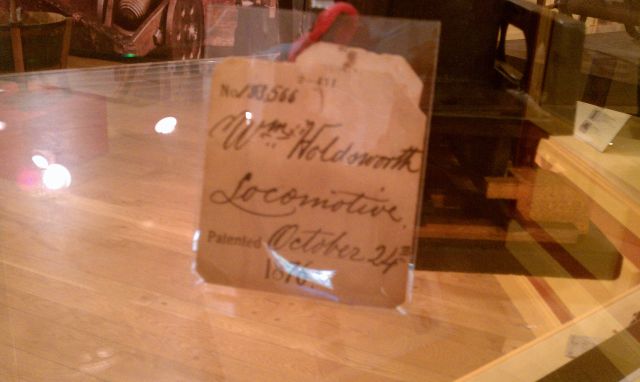 No. 183,566
Wm. S. Holdsworth
Locomotive.
Patented October 24th
1876.